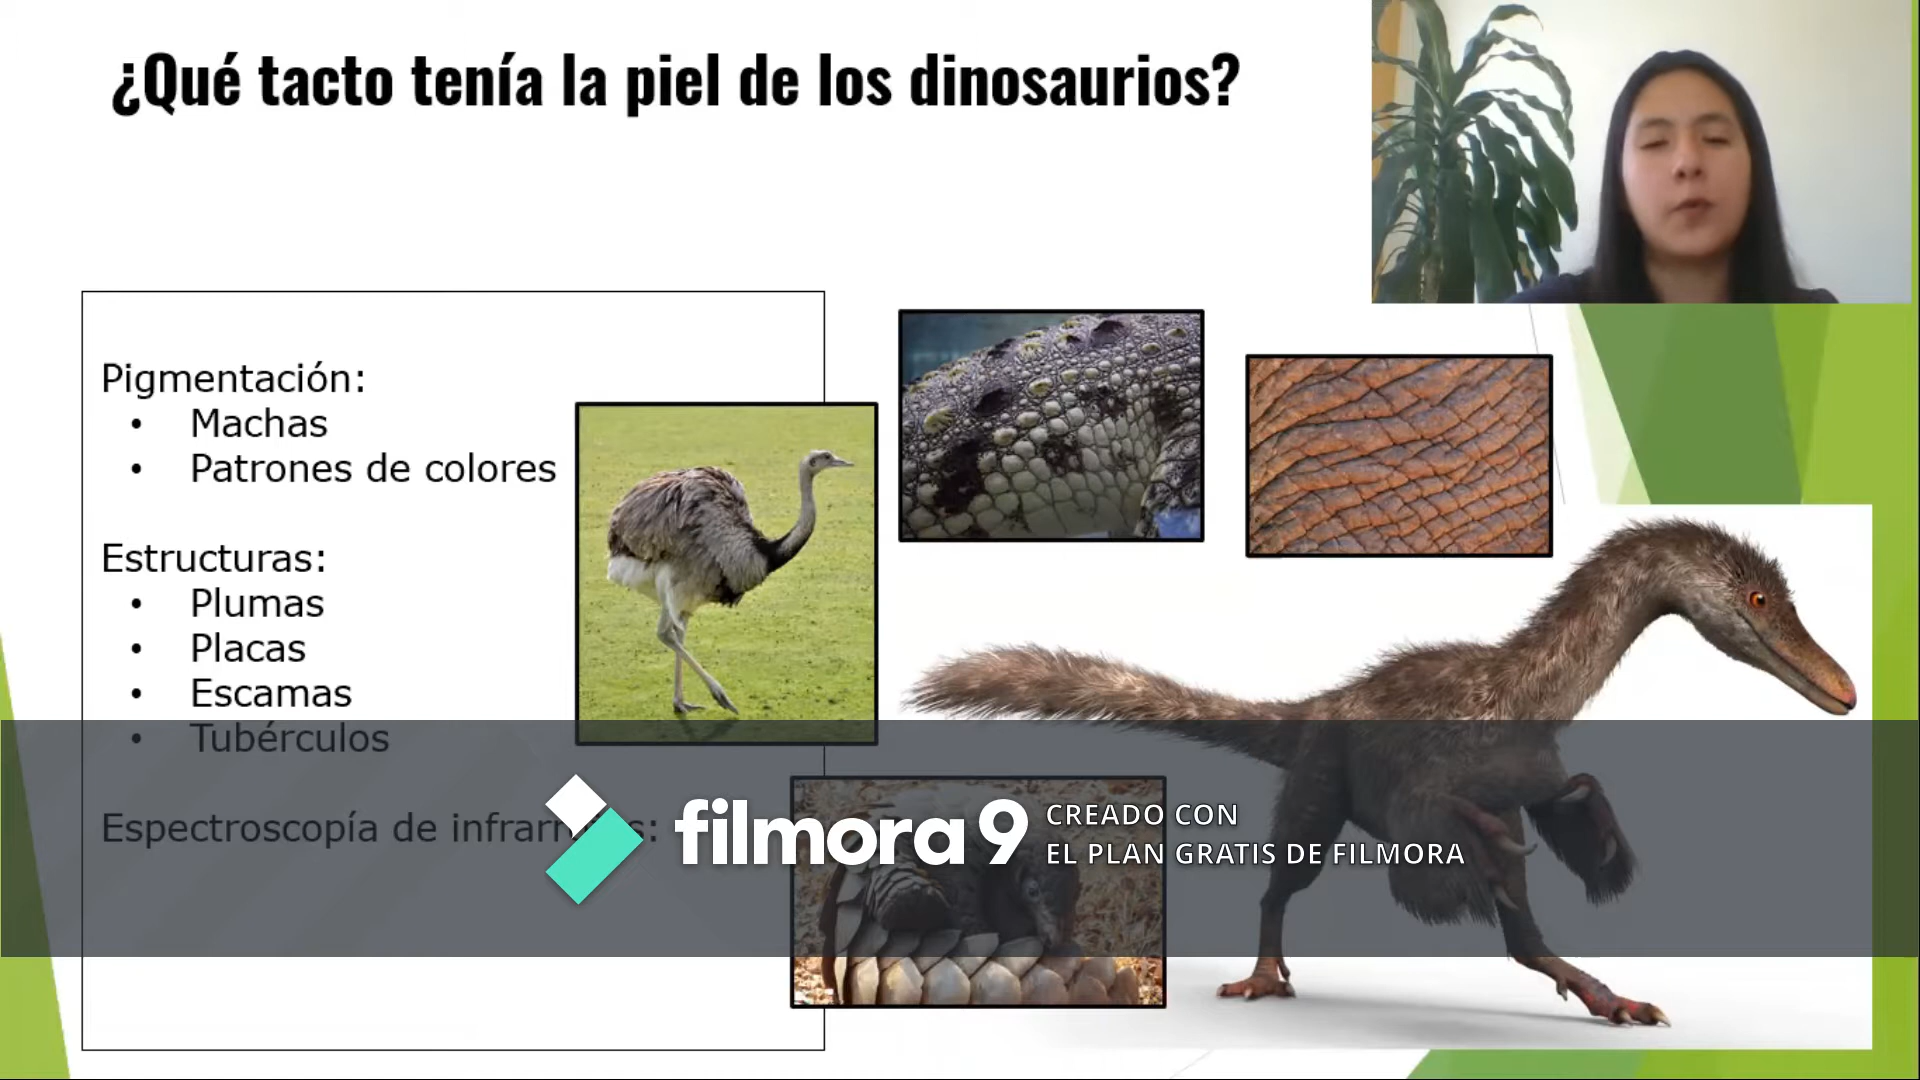 ¿Qué tacto tenía la piel de los dinosaurios?
Pigmentación:
• Machas
• Patrones de colores
Estructuras:
• Plumas
• Placas
• Escamas
• Tubérculos
Espectroscopía de
filmora9
CREADO CON
EL PLAN GRATIS DE FILMORA